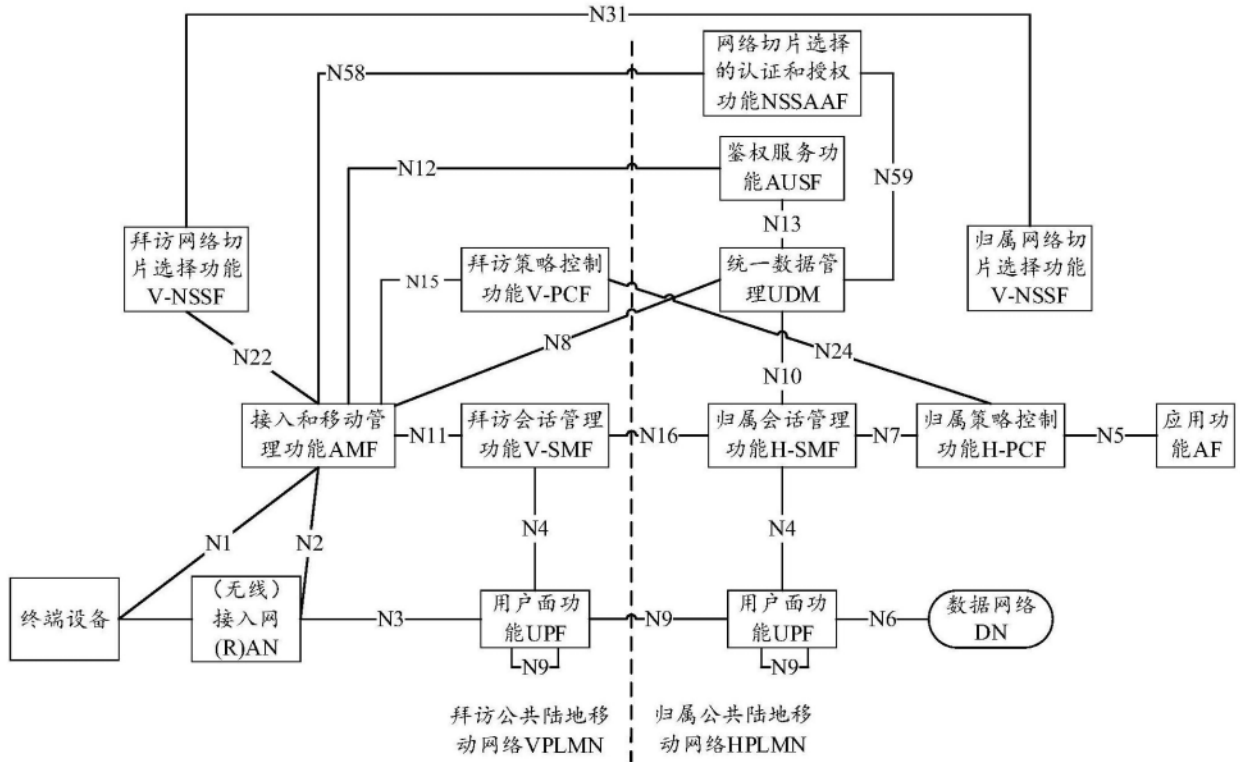 N31
网络切片选择
的认证和授权
功能NSSAAF
N58
鉴权服务功
能AUSF
N12
N59
N13
拜访网络切
片选择功能
V-NSSF
拜访策略控制
功能V-PCF
统一数据管
理UDM
归属网络切
片选择功能
V-NSSF
N15
N22
N8
N24
N10
接入和移动管
理功能AMF
N11
拜访会话管理
功能V-SMF
N16
归属会话管理
功能H-SMF
N7
归属策略控制
功能H-PCF
N5
应用功
能AF
N1
N2
N4
N4
终端设备
（无线）
接入网
(R)AN
N3
用户面功
能UPF
N9
用户面功
能UPF
N6
数据网络
DN
N9
N9
拜访公共陆地移
动网络VPLMN
归属公共陆地移
动网络HPLMN